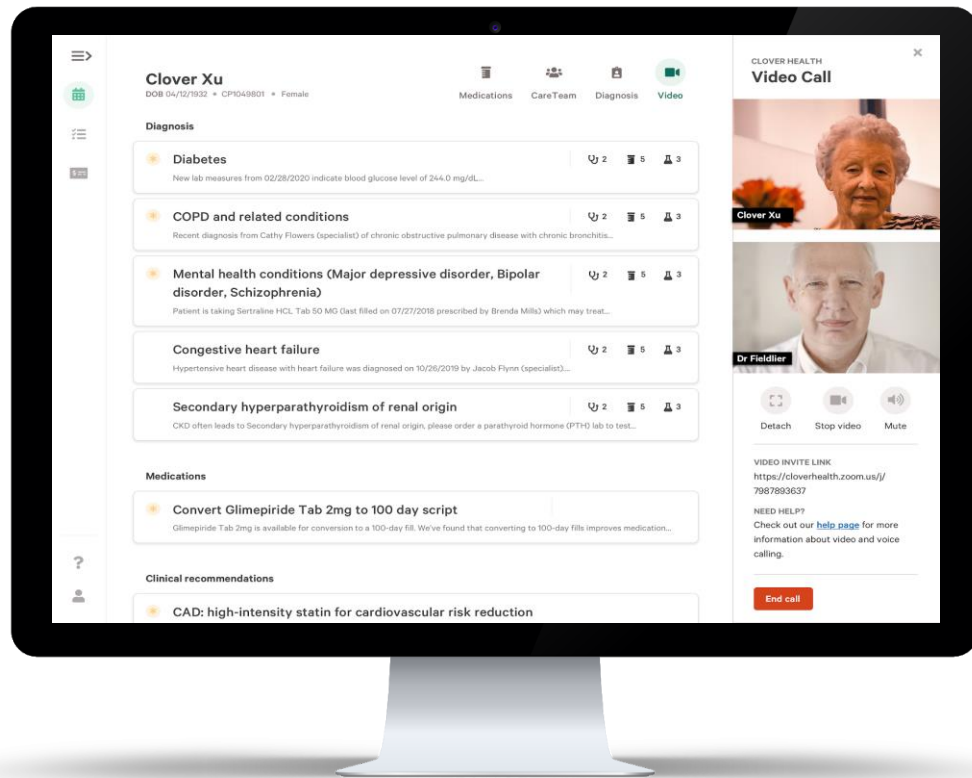 Clover Xu
DOB 04/12/1932 • CP1049801 • Female
Medications
CareTeam
Diagnosis
Video
Diagnosis
Diabetes
2 5 3
New lab measures from 02/28/2020 indicate blood glucose level of 244.0 mg/dL...
COPD and related conditions
2 5 3
Recent diagnosis from Cathy Flowers (specialist) of chronic obstructive pulmonary disease with chronic bronchitis...
Mental health conditions (Major depressive disorder, Bipolar
disorder, Schizophrenia)
2 5 3
Patient is taking Sertraline HCL Tab 50 MG (last filled on 07/27/2018 prescribed by Brenda Mills) which may treat...
Congestive heart failure
2 5 3
Hypertensive heart disease with heart failure was diagnosed on 10/26/2019 by Jacob Flynn (specialist)...
Secondary hyperparathyroidism of renal origin
2 5 3
CKD often leads to Secondary hyperparathyroidism of renal origin, please order a parathyroid hormone (PTH) lab to test...
Medications
Convert Glimepiride Tab 2mg to 100 day script
Glimepiride Tab 2mg is available for conversion to a 100-day fill. We've found that converting to 100-day fills improves medication...
Clinical recommendations
CAD: high-intensity statin for cardiovascular risk reduction
?
CLOVER HEALTH
Video Call
Clover Xu
Dr Fieldlier
Detach
Stop video
Mute
VIDEO INVITE LINK
https://cloverhealth.zoom.us/j/
7987893637
NEED HELP?
Check out our help page for more
information about video and voice
calling.
End call